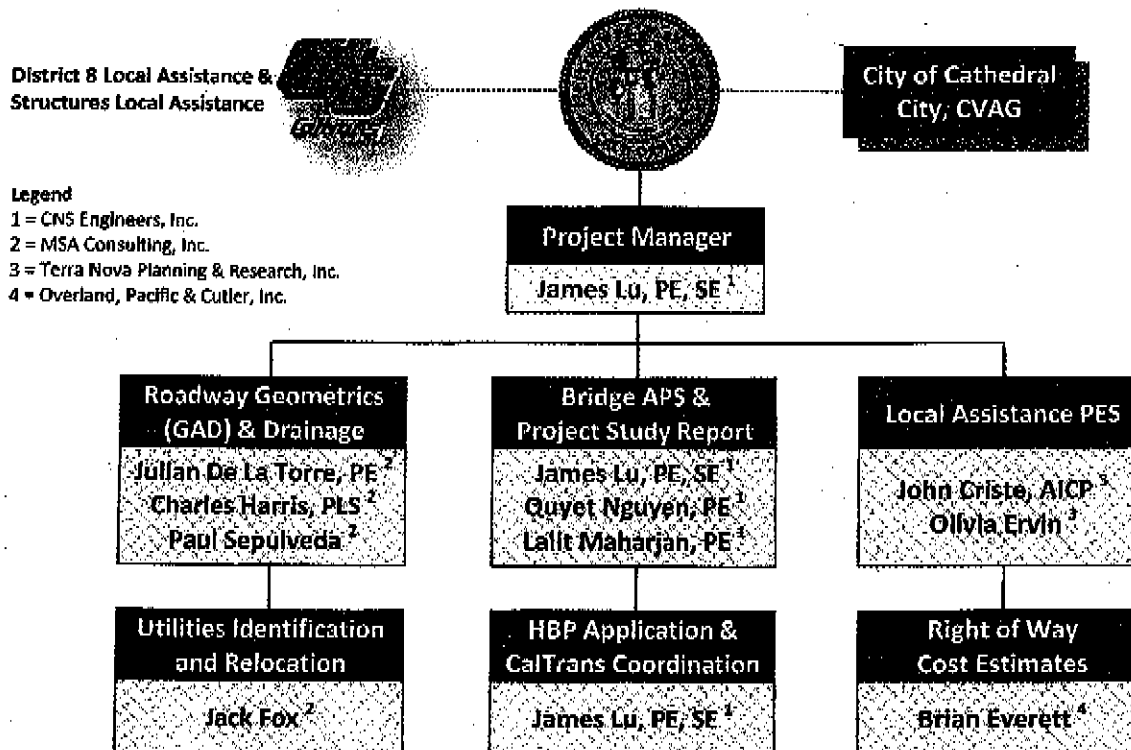 District 8 Local Assistance &
Structures Local Assistance
Caltrans
City of Cathedral
City, CVAG
Legend
1 = CNS Engineers, Inc.
2 = MSA Consulting, Inc.
3 = Terra Nova Planning & Research, Inc.
4 = Overland, Pacific & Cutler, Inc.
Project Manager
James Lu, PE, SE 1
Roadway Geometrics
(GAD) & Drainage
Julian De La Torre, PE 2
Charles Harris, PLS 2
Paul Sepulveda 2
Bridge APS &
Project Study Report
James Lu, PE, SE 1
Quyet Nguyen, PE 1
Lalit Maharjan, PE 1
Local Assistance PES
John Criste, AICP 3
Olivia Ervin 3
Utilities Identification
and Relocation
Jack Fox 2
HBP Application &
CalTrans Coordination
James Lu, PE, SE 1
Right of Way
Cost Estimates
Brian Everett 4